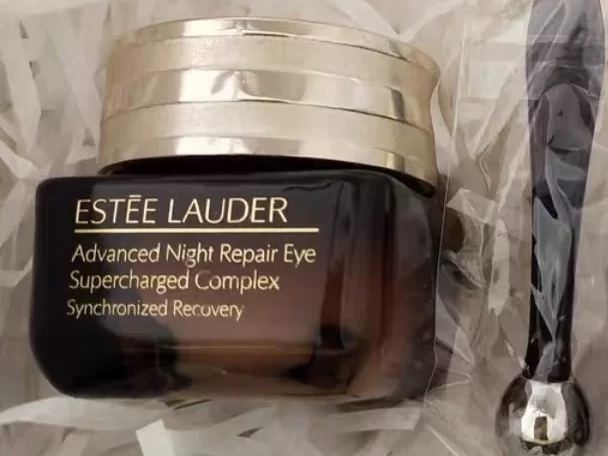 ESTĒE LAUDER
Advanced Night Repair Eye
Supercharged Complex
Synchronized Recovery